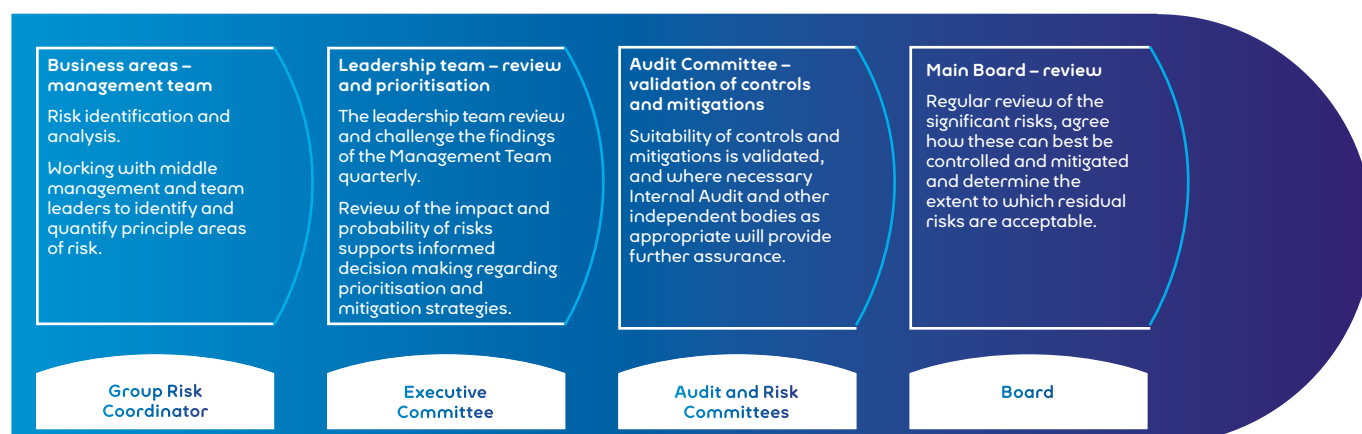 Business areas –
management team
Risk identification and
analysis.
Working with middle
management and team
leaders to identify and
quantify principle areas
of risk.
Leadership team – review
and prioritisation
The leadership team review
and challenge the findings
of the Management Team
quarterly.
Review of the impact and
probability of risks
supports informed
decision making regarding
prioritisation and
mitigation strategies.
Audit Committee –
validation of controls
and mitigations
Suitability of controls and
mitigations is validated,
and where necessary
Internal Audit and other
independent bodies as
appropriate will provide
further assurance.
Main Board – review
Regular review of the
significant risks, agree
how these can best be
controlled and mitigated
and determine the
extent to which residual
risks are acceptable.
Group Risk
Coordinator
Executive
Committee
Audit and Risk
Committees
Board